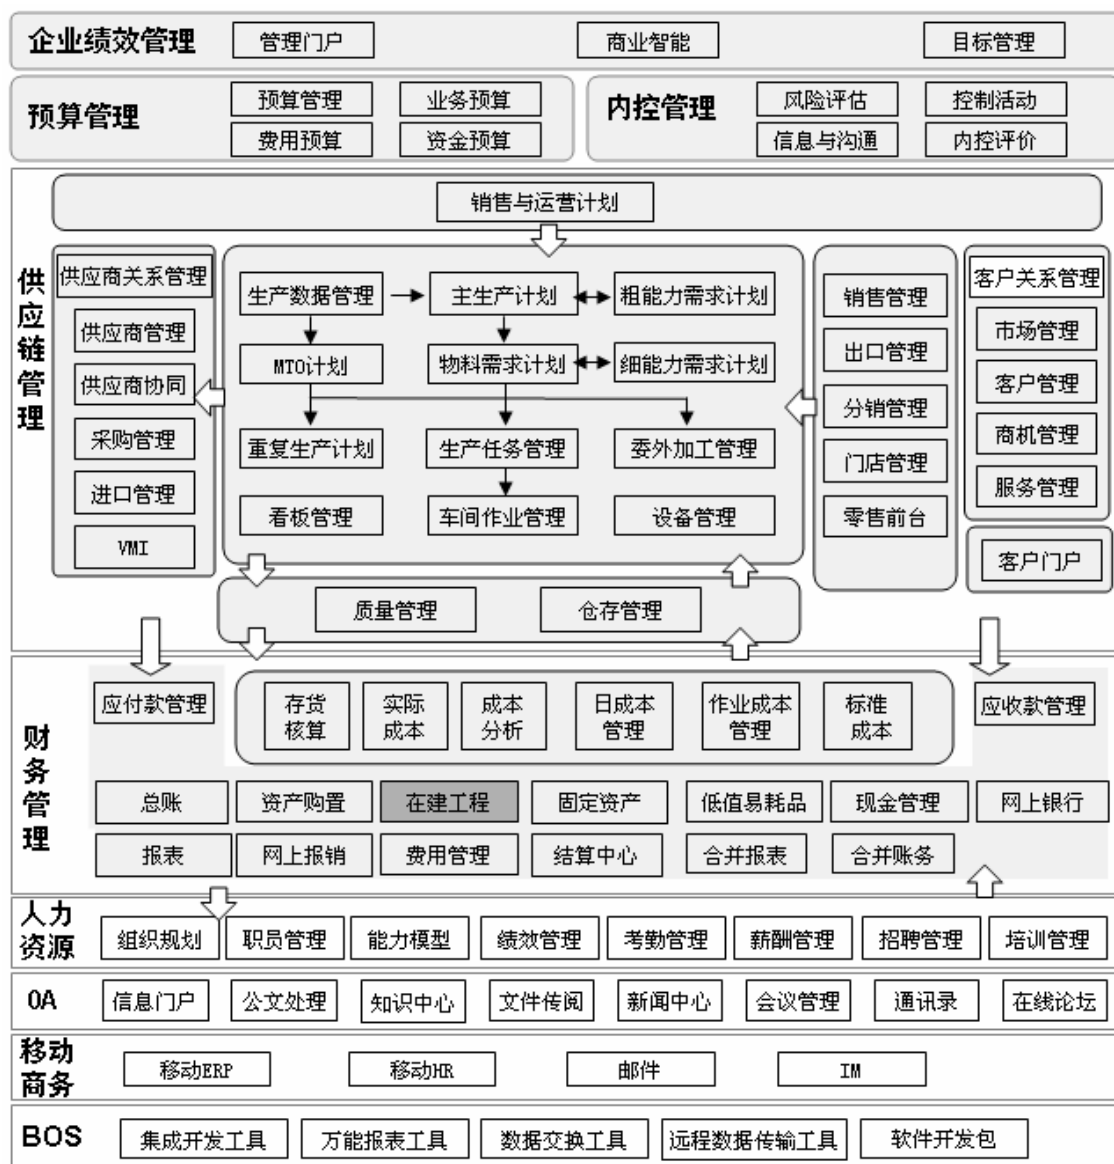 企业绩效管理
管理门户
商业智能
目标管理
预算管理
预算管理
业务预算
费用预算
资金预算
内控管理
风险评估
控制活动
信息与沟通
内控评价
供应链管理
销售与运营计划
供应商关系管理
供应商管理
供应商协同
采购管理
进口管理
VMI
生产数据管理
主生产计划
粗能力需求计划
MTO计划
物料需求计划
细能力需求计划
重复生产计划
生产任务管理
委外加工管理
看板管理
车间作业管理
设备管理
销售管理
出口管理
分销管理
门店管理
零售前台
客户关系管理
市场管理
客户管理
商机管理
服务管理
客户门户
质量管理
仓存管理
财务管理
应付款管理
存货
核算
实际
成本
成本
分析
日成本
管理
作业成本
管理
标准
成本
应收款管理
总账
资产购置
在建工程
固定资产
低值易耗品
现金管理
网上银行
报表
网上报销
费用管理
结算中心
合并报表
合并账务
人力
资源
组织规划
职员管理
能力模型
绩效管理
考勤管理
薪酬管理
招聘管理
培训管理
OA
信息门户
公文处理
知识中心
文件传阅
新闻中心
会议管理
通讯录
在线论坛
移动
商务
移动ERP
移动HR
邮件
IM
BOS
集成开发工具
万能报表工具
数据交换工具
远程数据传输工具
软件开发包